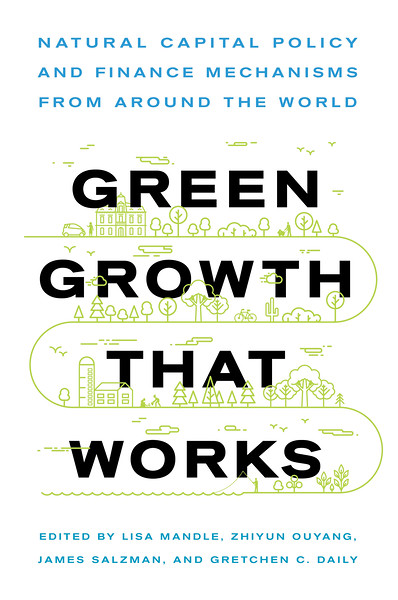 NATURAL CAPITAL POLICY
AND FINANCE MECHANISMS
FROM AROUND THE WORLD
GREEN
GROWTH
THAT
WORKS
EDITED BY LISA MANDLE, ZHIYUN OUYANG,
JAMES SALZMAN, AND GRETCHEN C. DAILY